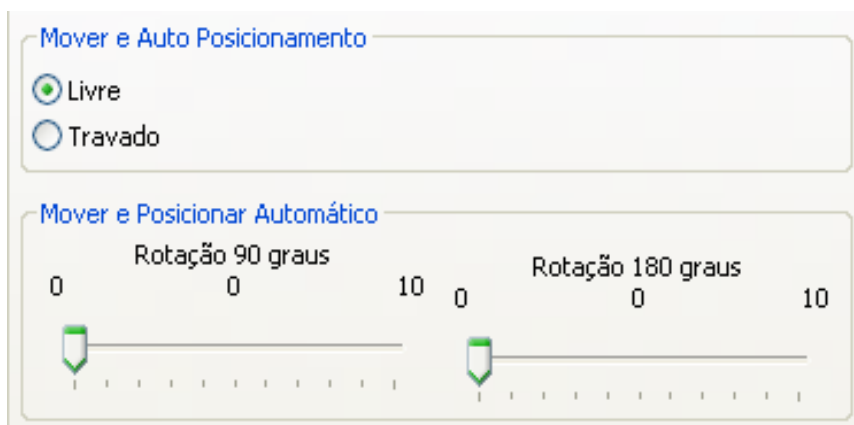 Mover e Auto Posicionamento
Livre
Travado
Mover e Posicionar Automático
Rotação 90 graus
0 0 10
Rotação 180 graus
0 0 10